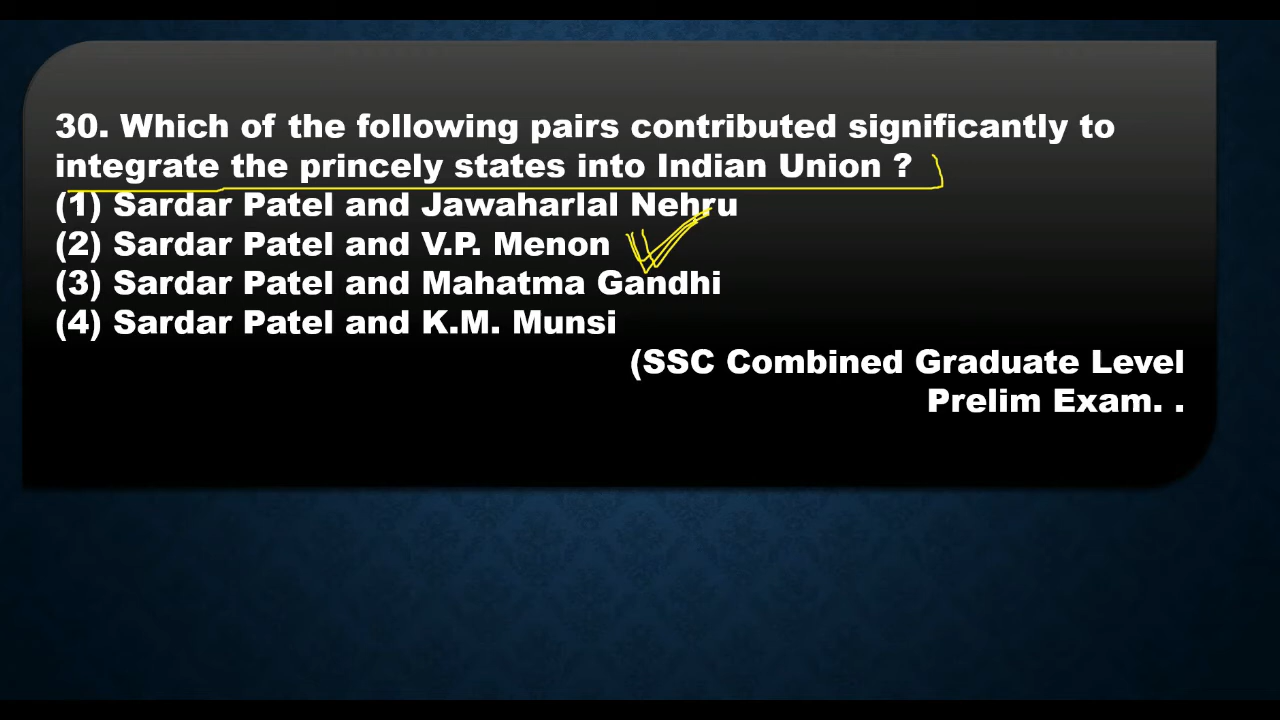 30. Which of the following pairs contributed significantly to
integrate the princely states into Indian Union ?
(1) Sardar Patel and Jawaharlal Nehru
(2) Sardar Patel and V.P. Menon
(3) Sardar Patel and Mahatma Gandhi
(4) Sardar Patel and K.M. Munsi
(SSC Combined Graduate Level
Prelim Exam. .